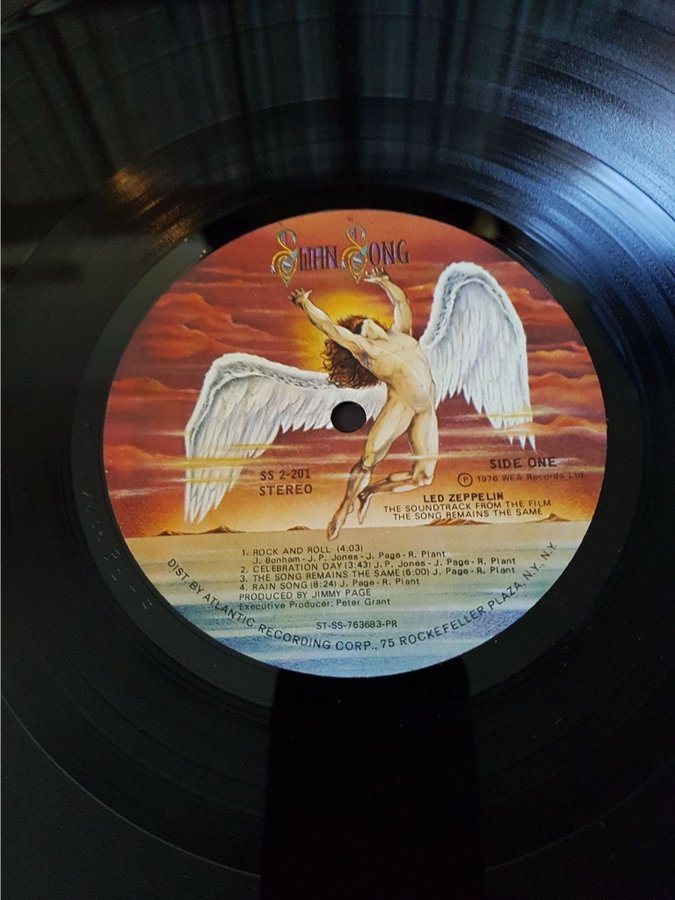 SWAN SONG
SS 2-201
STEREO
SIDE ONE
Ⓟ 1976 WEA Records Ltd.
LED ZEPPELIN
THE SOUNDTRACK FROM THE FILM
THE SONG REMAINS THE SAME
1. ROCK AND ROLL (4:03)
J. Bonham - J. P. Jones - J. Page - R. Plant
2. CELEBRATION DAY (3:43) J. P. Jones - J. Page - R. Plant
3. THE SONG REMAINS THE SAME (6:00) J. Page - R. Plant
4. RAIN SONG (8:24) J. Page - R. Plant
PRODUCED BY JIMMY PAGE
Executive Producer: Peter Grant
ST-SS-763683-PR
DIST. BY ATLANTIC RECORDING CORP., 75 ROCKEFELLER PLAZA, N.Y., N.Y.